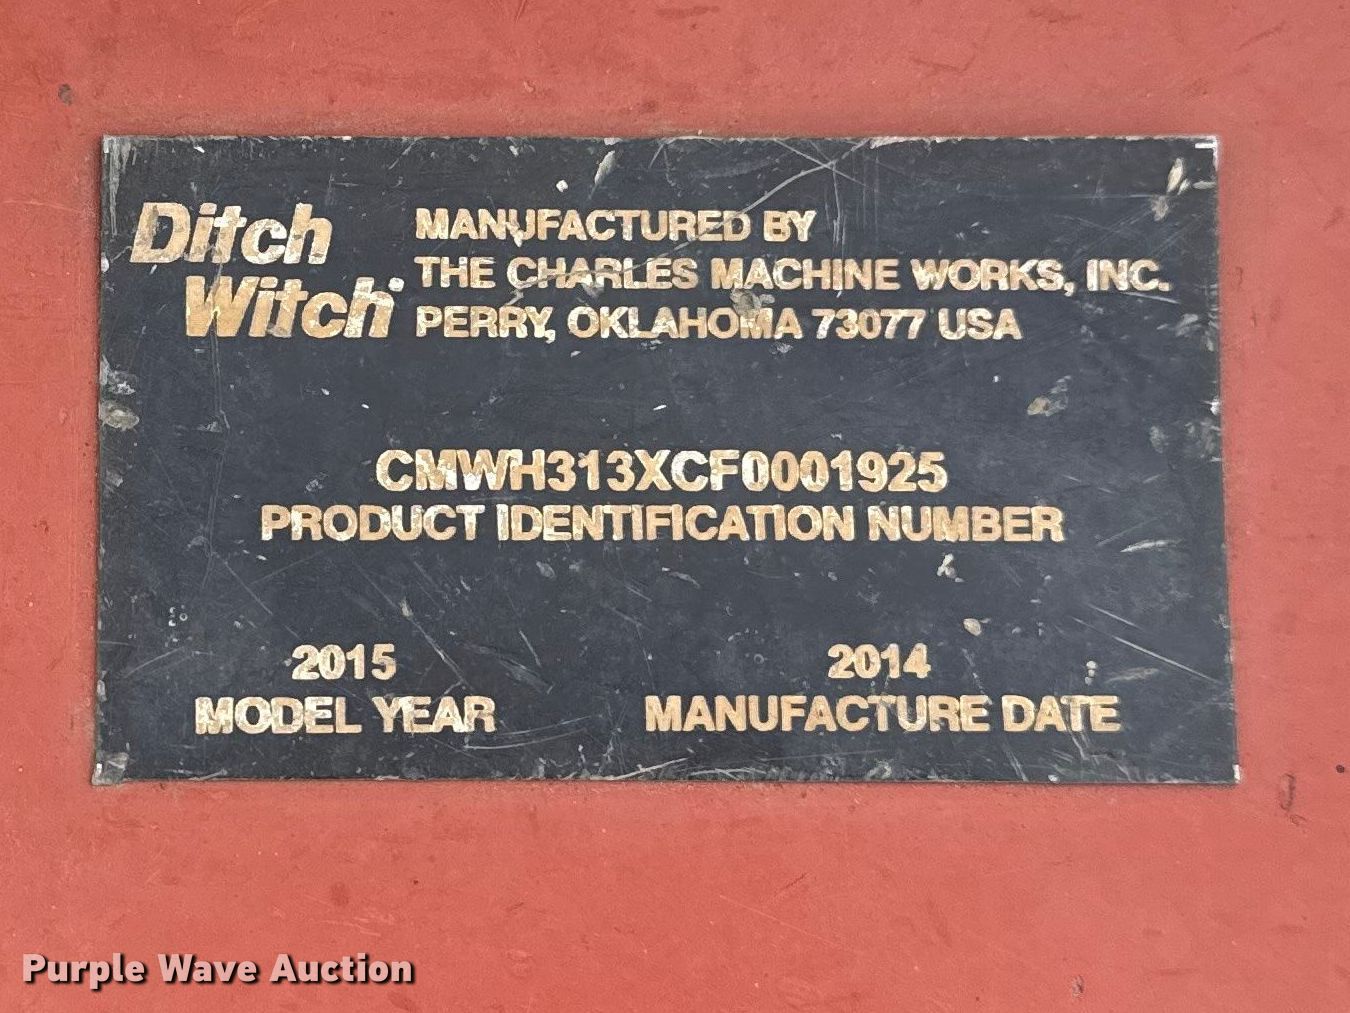 Ditch
Witch
MANUFACTURED BY
THE CHARLES MACHINE WORKS, INC.
PERRY, OKLAHOMA 73077 USA
CMWH313XCF0001925
PRODUCT IDENTIFICATION NUMBER
2015
MODEL YEAR
2014
MANUFACTURE DATE
Purple Wave Auction